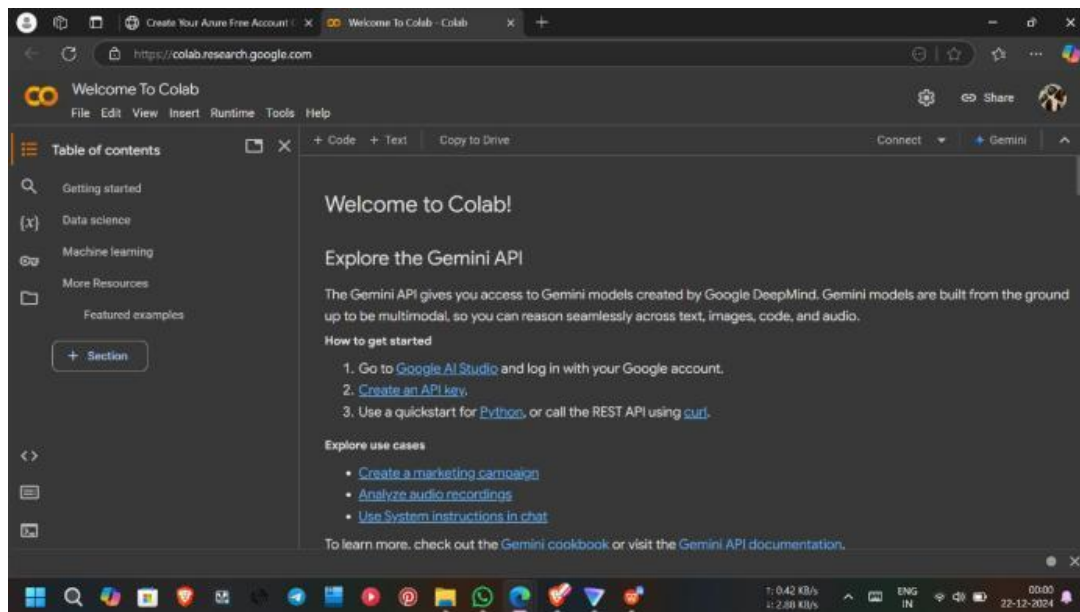 Create Your Azure Free Account
Welcome To Colab - Colab
https://colab.research.google.com
CO Welcome To Colab
File Edit View Insert Runtime Tools Help
Share
Table of contents
+ Code + Text Copy to Drive
Connect
Gemini
Getting started
{x} Data science
Machine learning
More Resources
Featured examples
+ Section
Welcome to Colab!
Explore the Gemini API
The Gemini API gives you access to Gemini models created by Google DeepMind. Gemini models are built from the ground
up to be multimodal, so you can reason seamlessly across text, images, code, and audio.
How to get started
1. Go to Google AI Studio and log in with your Google account.
2. Create an API key.
3. Use a quickstart for Python, or call the REST API using curl.
Explore use cases
• Create a marketing campaign
• Analyze audio recordings
• Use System instructions in chat
To learn more, check out the Gemini cookbook or visit the Gemini API documentation.
0.42 KB/s
2.88 KB/s
ENG
IN
00:00
22-12-2024